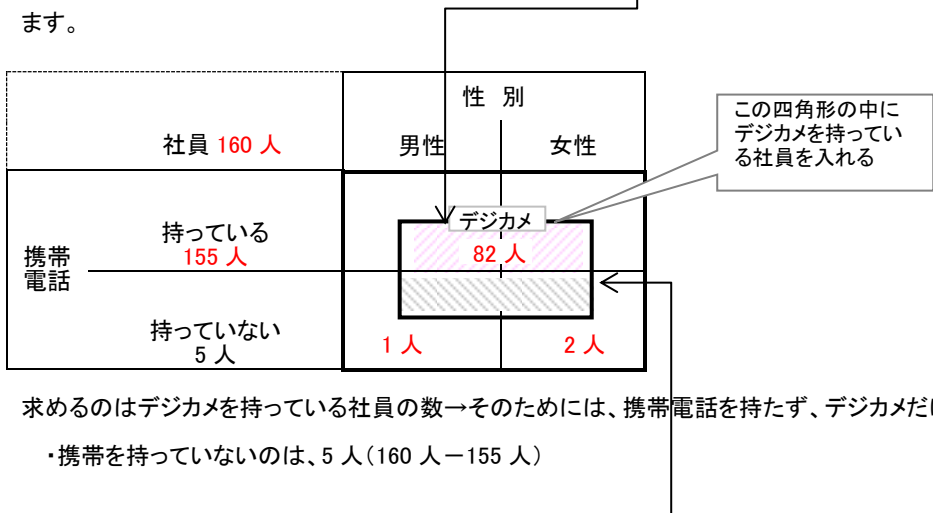 ます。
性 別
社員 160 人
男性
女性
この四角形の中に
デジカメを持ってい
る社員を入れる
デジカメ
持っている
155 人
82 人
携帯
電話
持っていない
5 人
1 人
2 人
求めるのはデジカメを持っている社員の数→そのためには、携帯電話を持たず、デジカメだ
・携帯を持っていないのは、5 人(160 人－155 人)